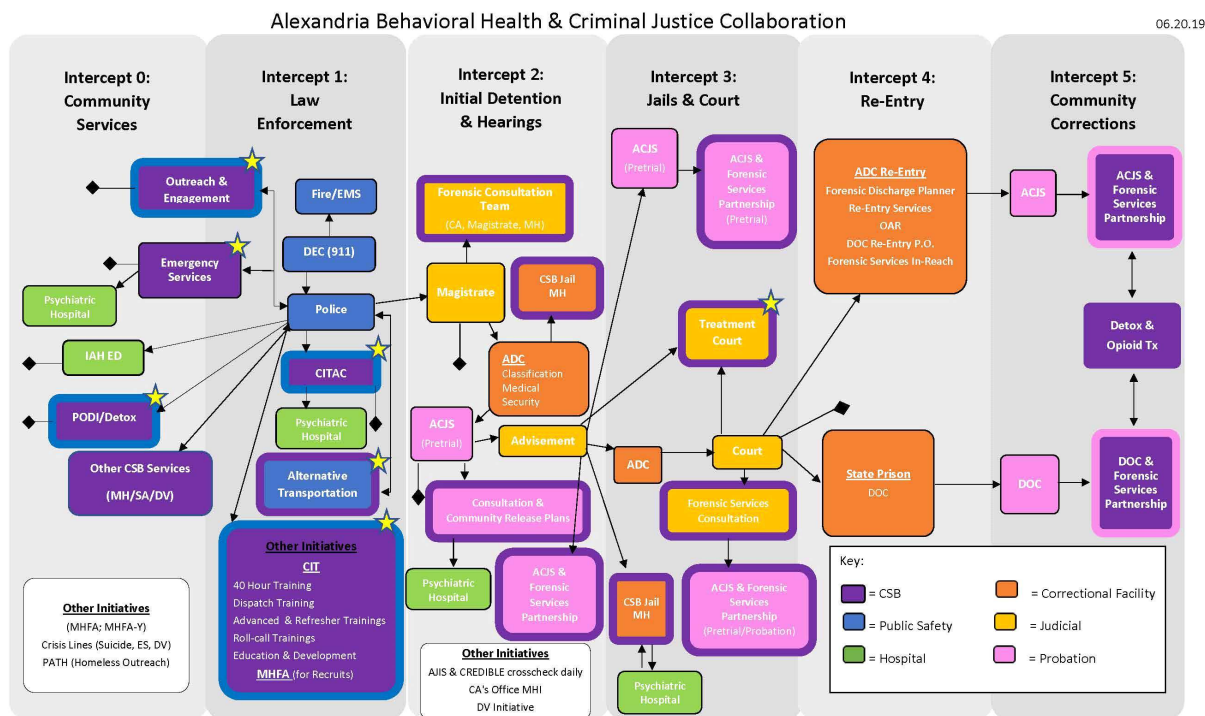 Alexandria Behavioral Health & Criminal Justice Collaboration
06.20.19
Intercept 0:
Community
Services
Outreach &
Engagement
Emergency
Services
Psychiatric
Hospital
IAH ED
PODI/Detox
Other CSB Services
(MH/SA/DV)
Other Initiatives
(MHFA; MHFA-Y)
Crisis Lines (Suicide, ES, DV)
PATH (Homeless Outreach)
Intercept 1:
Law
Enforcement
Fire/EMS
DEC (911)
Police
CITAC
Psychiatric
Hospital
Alternative
Transportation
Other Initiatives
CIT
40 Hour Training
Dispatch Training
Advanced & Refresher Trainings
Roll-call Trainings
Education & Development
MHFA (for Recruits)
Intercept 2:
Initial Detention
& Hearings
Forensic Consultation
Team
(CA, Magistrate, MH)
Magistrate
CSB Jail
MH
ADC
Classification
Medical
Security
ACJS
(Pretrial)
Advisement
Consultation &
Community Release Plans
Psychiatric
Hospital
ACJS &
Forensic
Services
Partnership
Other Initiatives
AJIS & CREDIBLE crosscheck daily
CA's Office MHI
DV Initiative
Intercept 3:
Jails & Court
ACJS
(Pretrial)
ACJS &
Forensic
Services
Partnership
(Pretrial)
Treatment
Court
ADC
Court
Forensic Services
Consultation
CSB Jail
MH
ACJS & Forensic
Services
Partnership
(Pretrial/Probation)
Psychiatric
Hospital
Intercept 4:
Re-Entry
ADC Re-Entry
Forensic Discharge Planner
Re-Entry Services
OAR
DOC Re-Entry P.O.
Forensic Services In-Reach
State Prison
DOC
Intercept 5:
Community
Corrections
ACJS
ACJS &
Forensic
Services
Partnership
Detox &
Opioid Tx
DOC
DOC &
Forensic
Services
Partnership
Key:
= CSB
= Public Safety
= Hospital
= Correctional Facility
= Judicial
= Probation